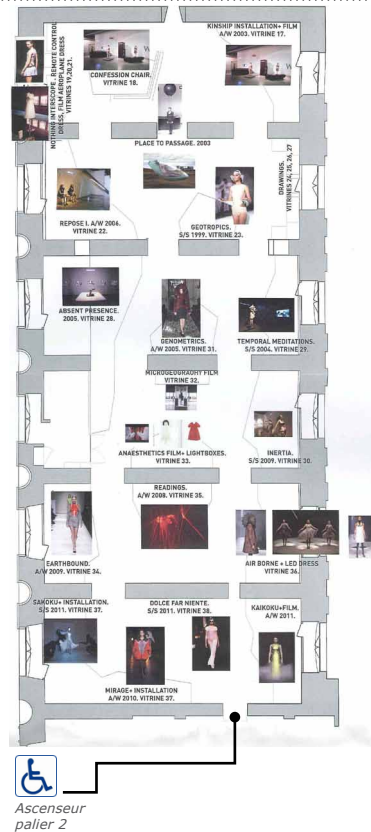 KINSHIP INSTALLATION+ FILM
A/W 2003. VITRINE 17.
NOTHING INTERSCOPE . REMOTE CONTROL
DRESS, FILM AEROPLANE DRESS
VITRINES 19,20,21.
CONFESSION CHAIR.
VITRINE 18.
PLACE TO PASSAGE. 2003
DRAWINGS.
VITRINES 24, 25, 26, 27
REPOSE I. A/W 2006.
VITRINE 22.
GEOTROPICS.
S/S 1999. VITRINE 23.
ABSENT PRESENCE.
2005. VITRINE 28.
GENOMETRICS.
A/W 2005. VITRINE 31.
TEMPORAL MEDITATIONS.
S/S 2004. VITRINE 29.
MICROGEOGRAOHY FILM
VITRINE 32.
ANAESTHETICS FILM+ LIGHTBOXES.
VITRINE 33.
INERTIA.
S/S 2009. VITRINE 30.
READINGS.
A/W 2008. VITRINE 35.
EARTHBOUND.
A/W 2009. VITRINE 34.
AIR BORNE + LED DRESS
VITRINE 36.
SAKOKU+ INSTALLATION.
S/S 2011. VITRINE 37.
DOLCE FAR NIENTE.
S/S 2011. VITRINE 38.
KAIKOKU+FILM.
A/W 2011.
MIRAGE+ INSTALLATION
A/W 2010. VITRINE 37.
Ascenseur
palier 2